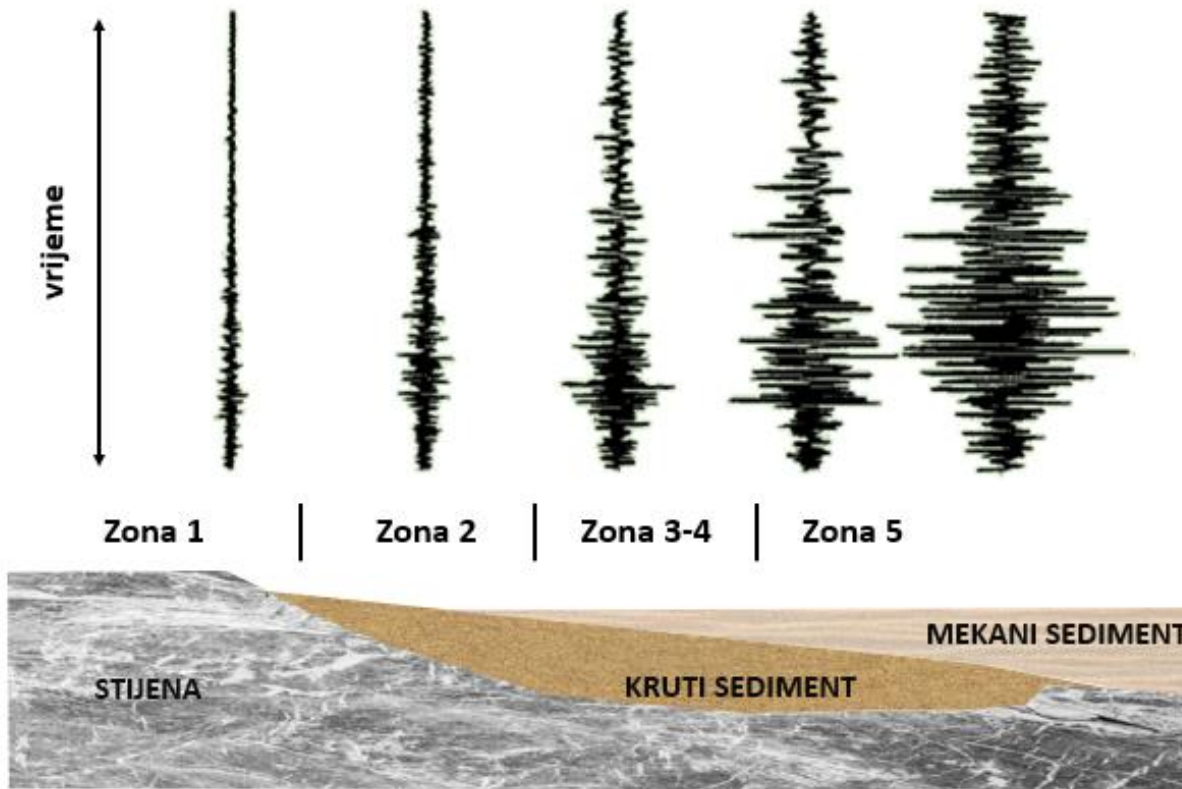 vrijeme
Zona 1
Zona 2
Zona 3-4
Zona 5
MEKANI SEDIMENT
STIJENA
KRUTI SEDIMENT